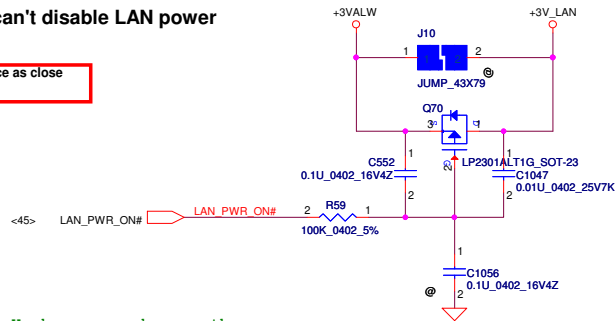 can't disable LAN power
ce as close
+3VALW
+3V_LAN
J10
1
2
1
2
@
JUMP_43X79
Q70
3
S
D
1
G
2
LP2301ALT1G_SOT-23
C552
1
0.1U_0402_16V4Z
2
1
C1047
0.01U_0402_25V7K
2
<45>
LAN_PWR_ON#
LAN_PWR_ON#
2
R59
1
100K_0402_5%
1
C1056
0.1U_0402_16V4Z
@
2